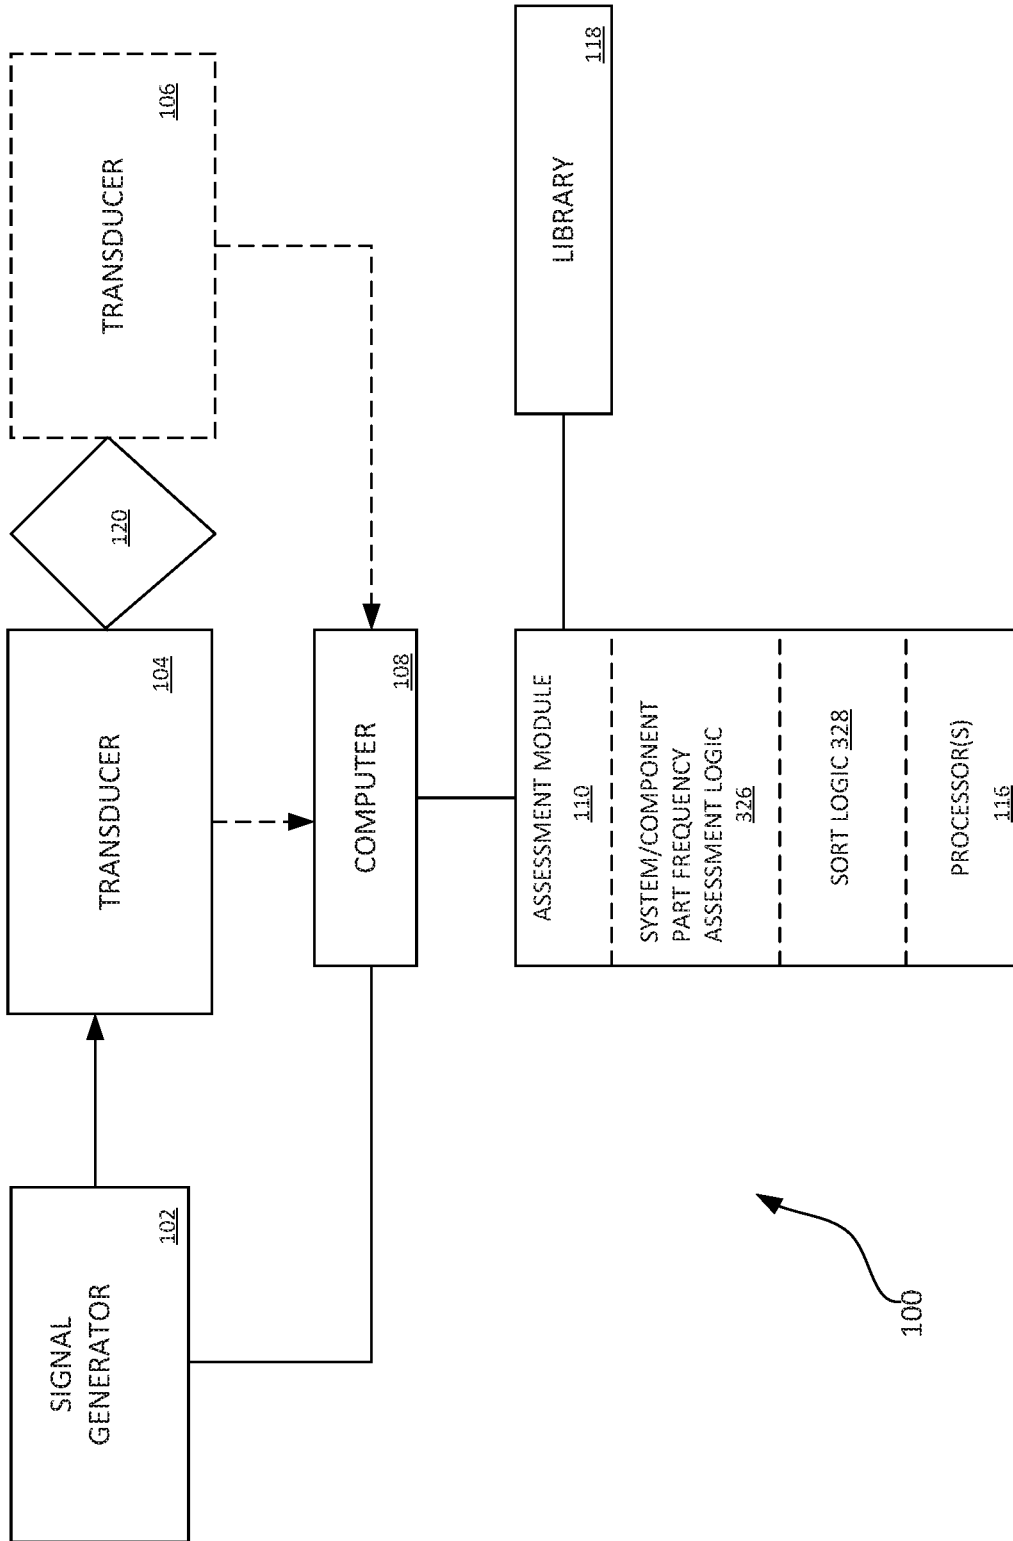 SIGNAL
GENERATOR
102
TRANSDUCER
104
120
TRANSDUCER
106
COMPUTER
108
ASSESSMENT MODULE
110
SYSTEM/COMPONENT
PART FREQUENCY
ASSESSMENT LOGIC
326
SORT LOGIC 328
PROCESSOR(S)
116
LIBRARY
118
100